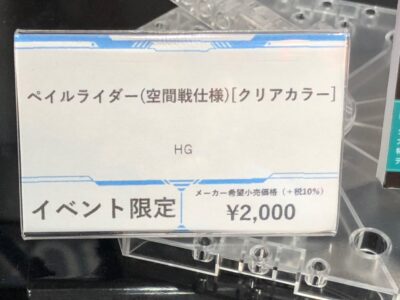 ペイルライダー(空間戦仕様)[クリアカラー]
HG
イベント限定
メーカー希望小売価格（＋税10%）
¥2,000